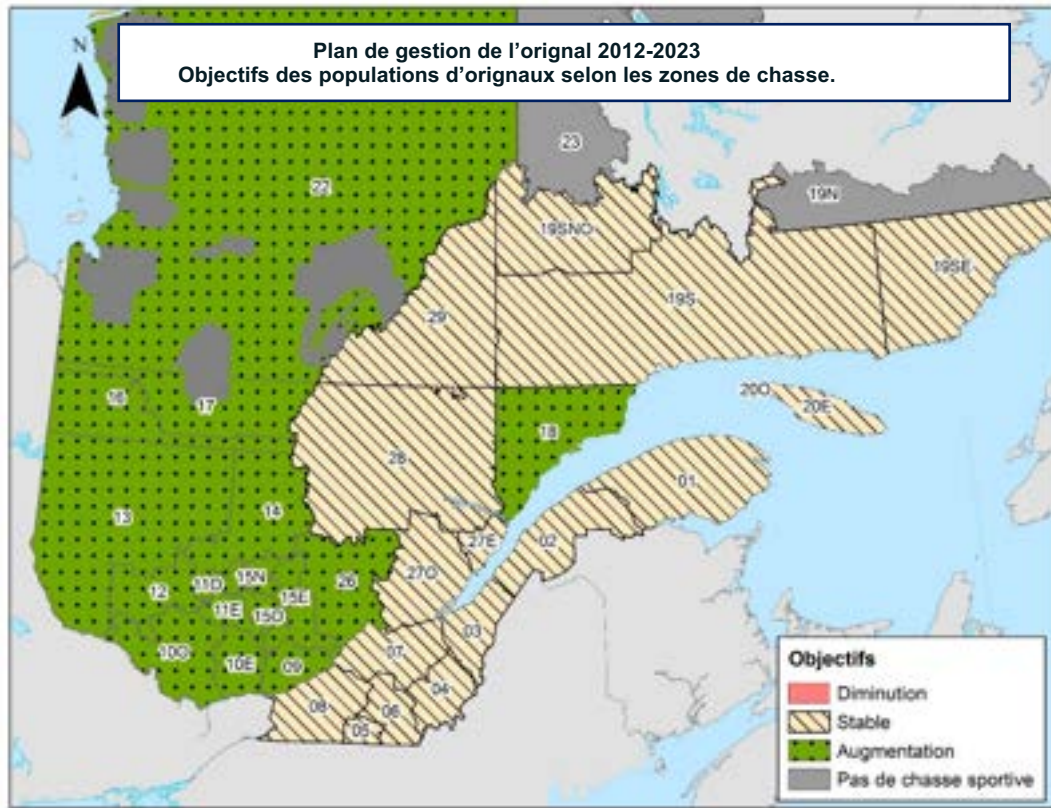 Plan de gestion de l'orignal 2012-2023
Objectifs des populations d'orignaux selon les zones de chasse.
N
23
22
19N
19SNO
19SE
19S
29
20O
20E
16
17
18
01
28
13
14
02
27E
27O
26
15N
11O
12
15E
11E
15O
03
10O
10E
09
07
04
08
06
05
Objectifs
Diminution
Stable
Augmentation
Pas de chasse sportive